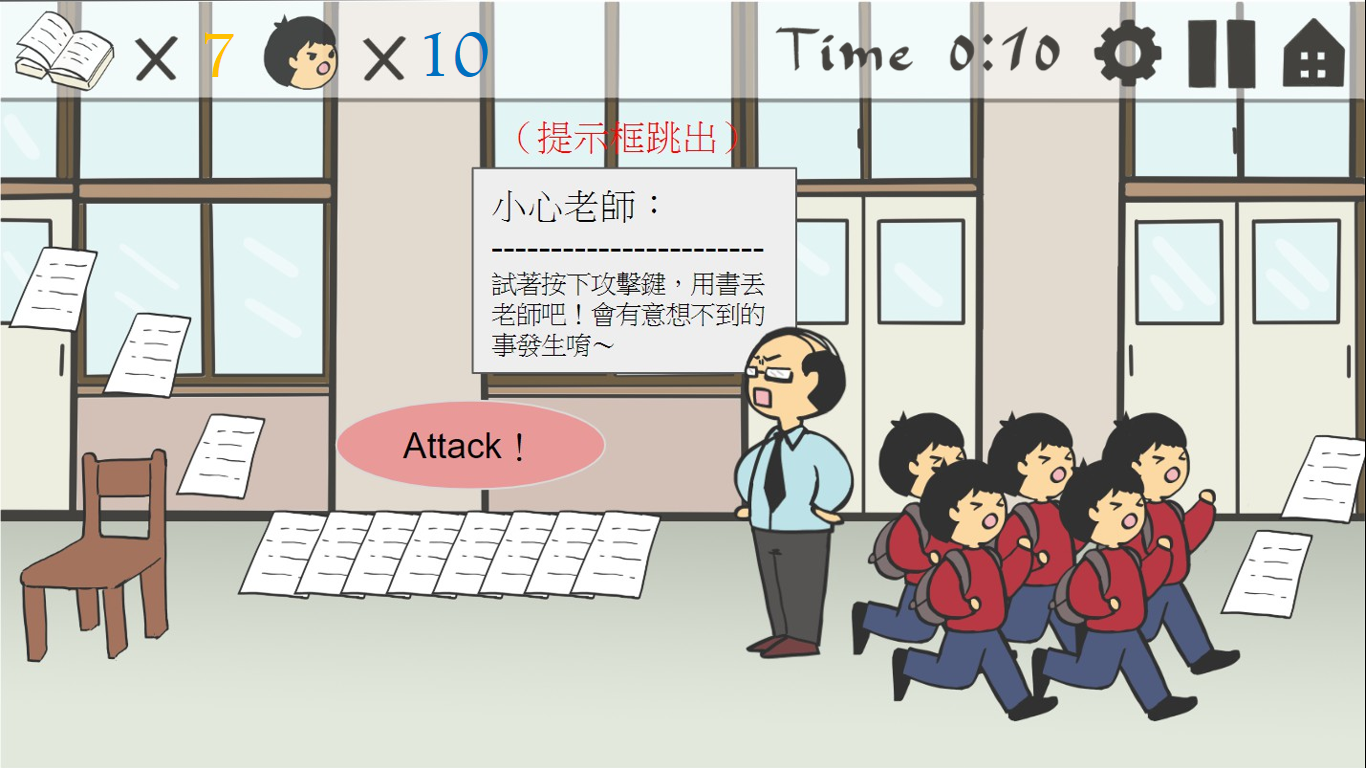 × 7 × 10 Time 0:10
（提示框跳出）
小心老師：
-----------------------
試著按下攻擊鍵，用書丟
老師吧！會有意想不到的
事發生唷～
Attack！